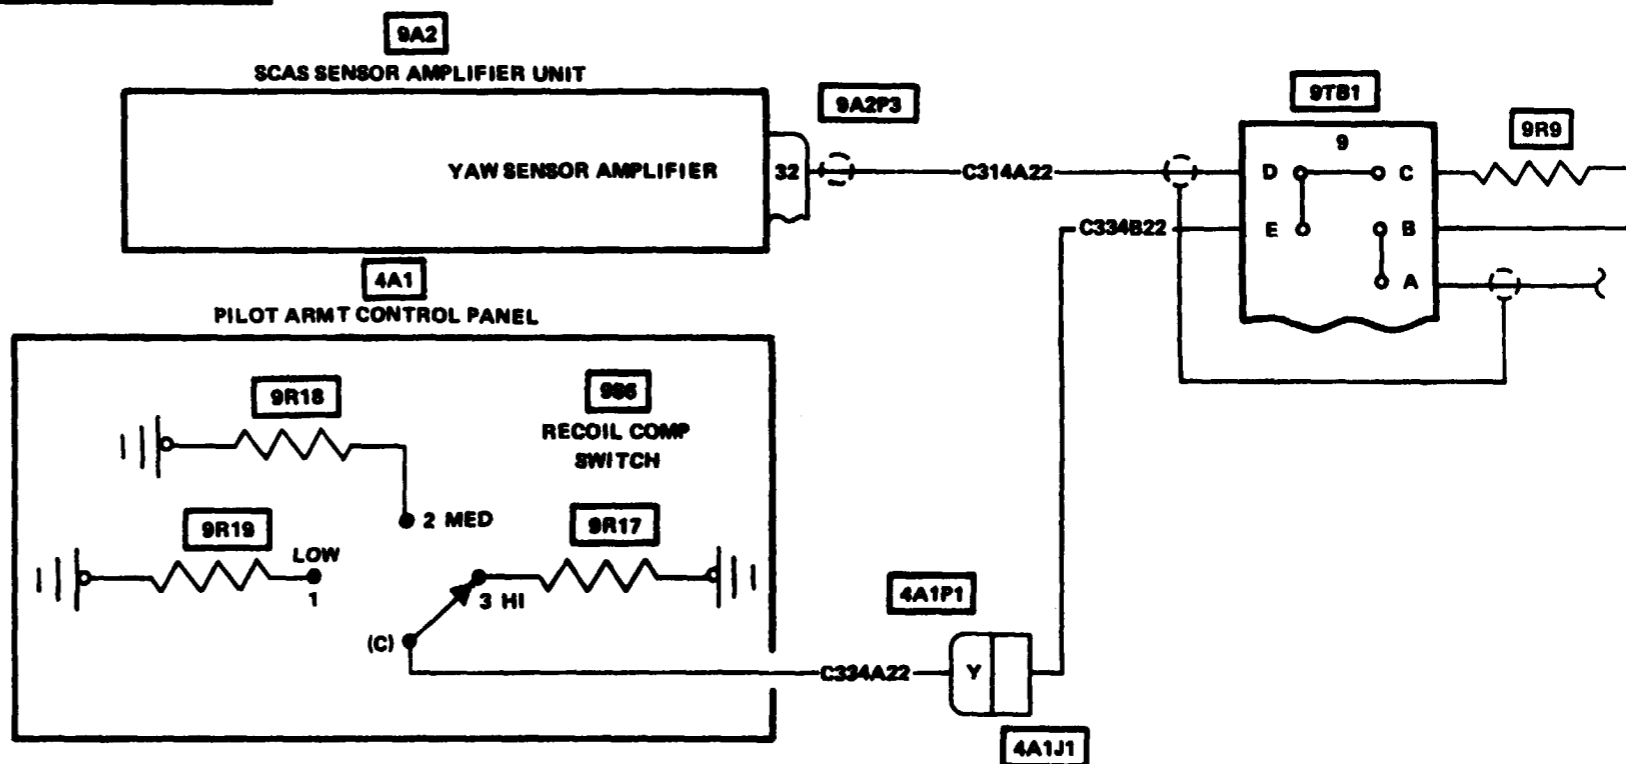 9A2
SCAS SENSOR AMPLIFIER UNIT
9A2P3
9TB1
9R9
9
YAW SENSOR AMPLIFIER
32
C314A22
D
C
C334B22
E
B
A
4A1
PILOT ARMT CONTROL PANEL
9R18
9S6
RECOIL COMP
SWITCH
2 MED
9R19
LOW
1
9R17
3 HI
(C)
4A1P1
C334A22
Y
4A1J1